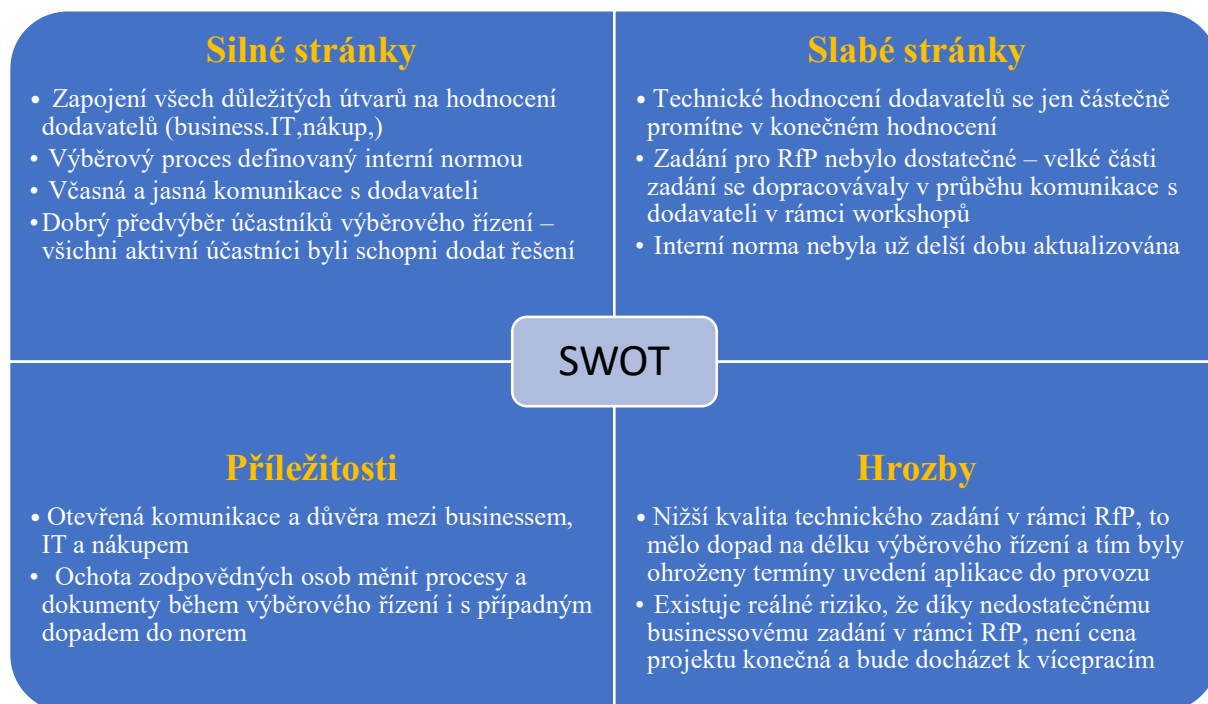 Silné stránky
• Zapojení všech důležitých útvarů na hodnocení
dodavatelů (business.IT,nákup,)
• Výběrový proces definovaný interní normou
• Včasná a jasná komunikace s dodavateli
• Dobrý předvýběr účastníků výběrového řízení –
všichni aktivní účastníci byli schopni dodat řešení
Slabé stránky
• Technické hodnocení dodavatelů se jen částečně
promítne v konečném hodnocení
• Zadání pro RfP nebylo dostatečné – velké části
zadání se dopracovávaly v průběhu komunikace s
dodavateli v rámci workshopů
• Interní norma nebyla už delší dobu aktualizována
SWOT
Příležitosti
• Otevřená komunikace a důvěra mezi businessem,
IT a nákupem
• Ochota zodpovědných osob měnit procesy a
dokumenty během výběrového řízení i s případným
dopadem do norem
Hrozby
• Nižší kvalita technického zadání v rámci RfP, to
mělo dopad na délku výběrového řízení a tím byly
ohroženy termíny uvedení aplikace do provozu
• Existuje reálné riziko, že díky nedostatečnému
businessovému zadání v rámci RfP, není cena
projektu konečná a bude docházet k vícepracím